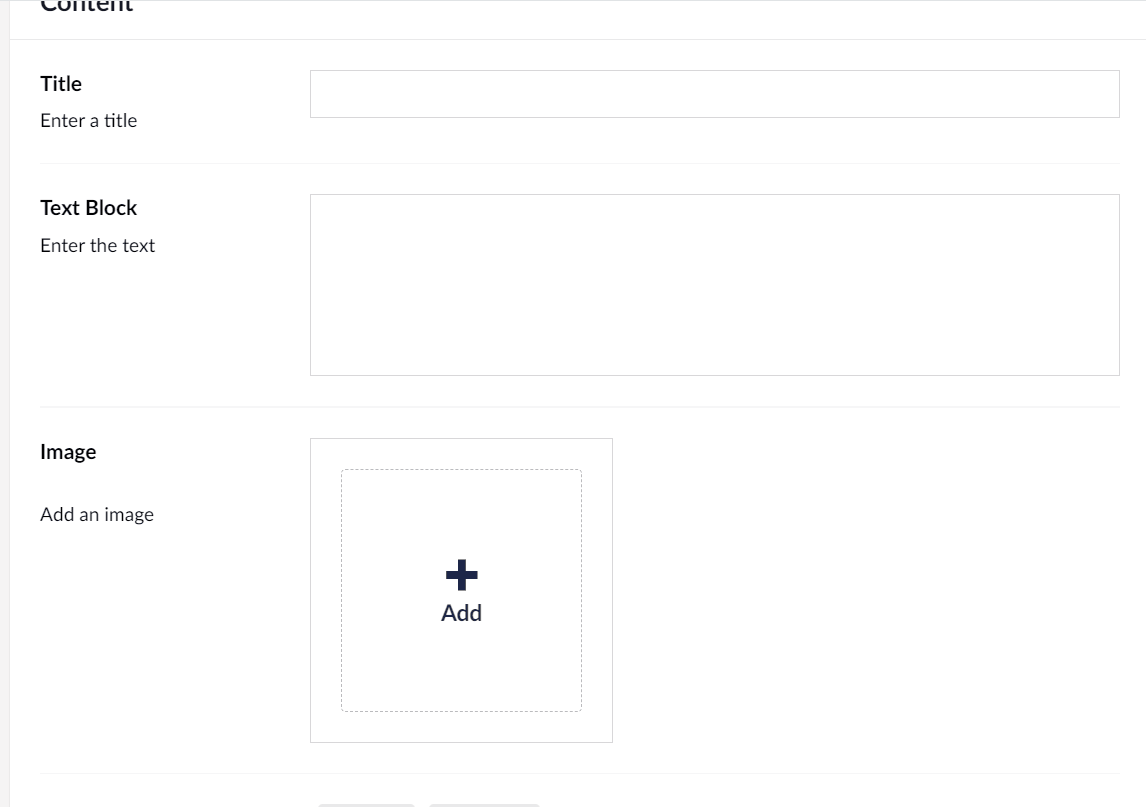 Content
Title
Enter a title
Text Block
Enter the text
Image
Add an image
Add